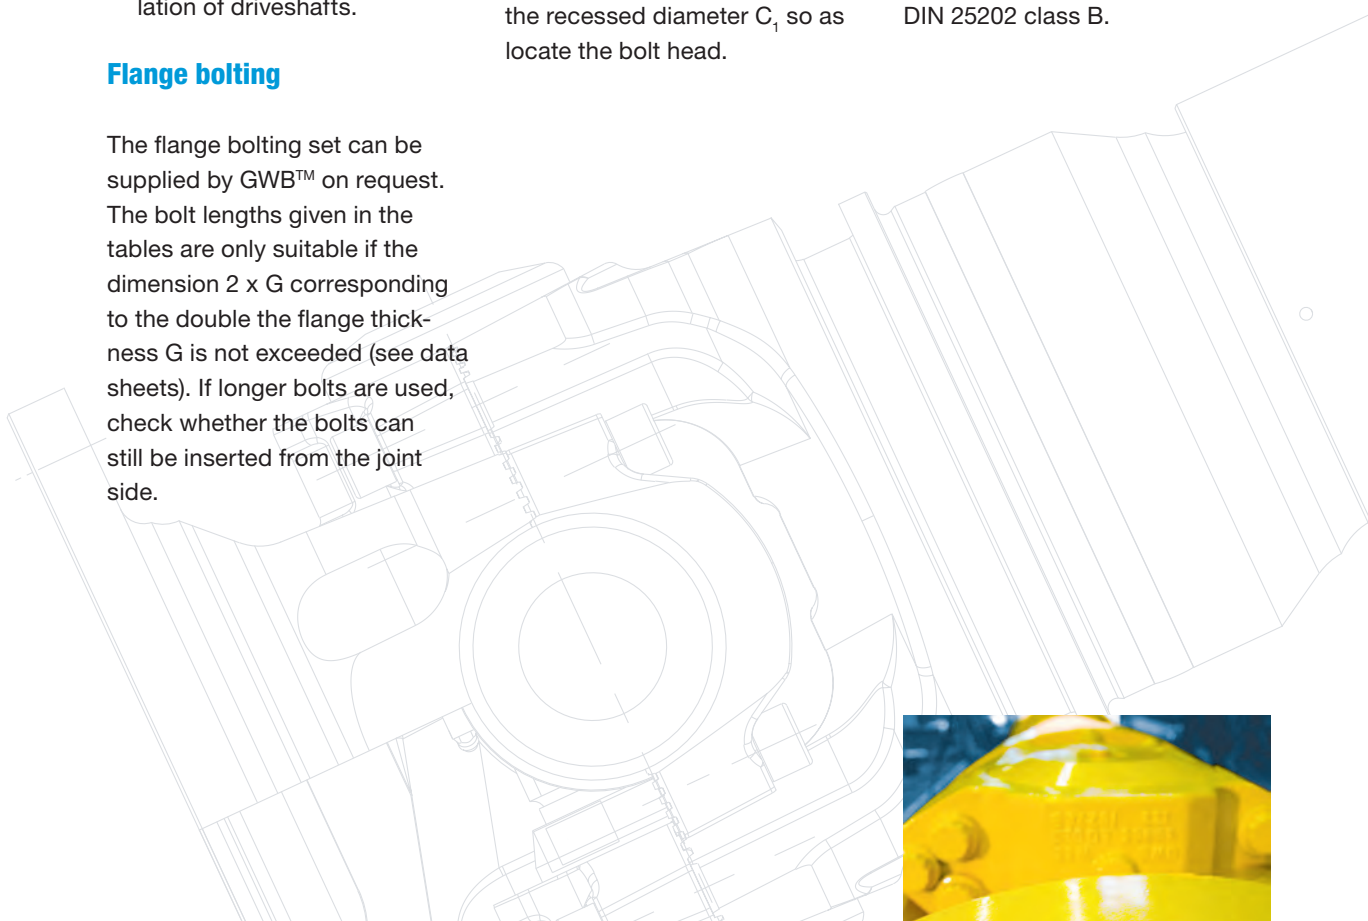 lation of driveshafts.
Flange bolting
The flange bolting set can be
supplied by GWB™ on request.
The bolt lengths given in the
tables are only suitable if the
dimension 2 x G corresponding
to the double the flange thick-
ness G is not exceeded (see data
sheets). If longer bolts are used,
check whether the bolts can
still be inserted from the joint
side.
the recessed diameter C₁ so as
locate the bolt head.
DIN 25202 class B.